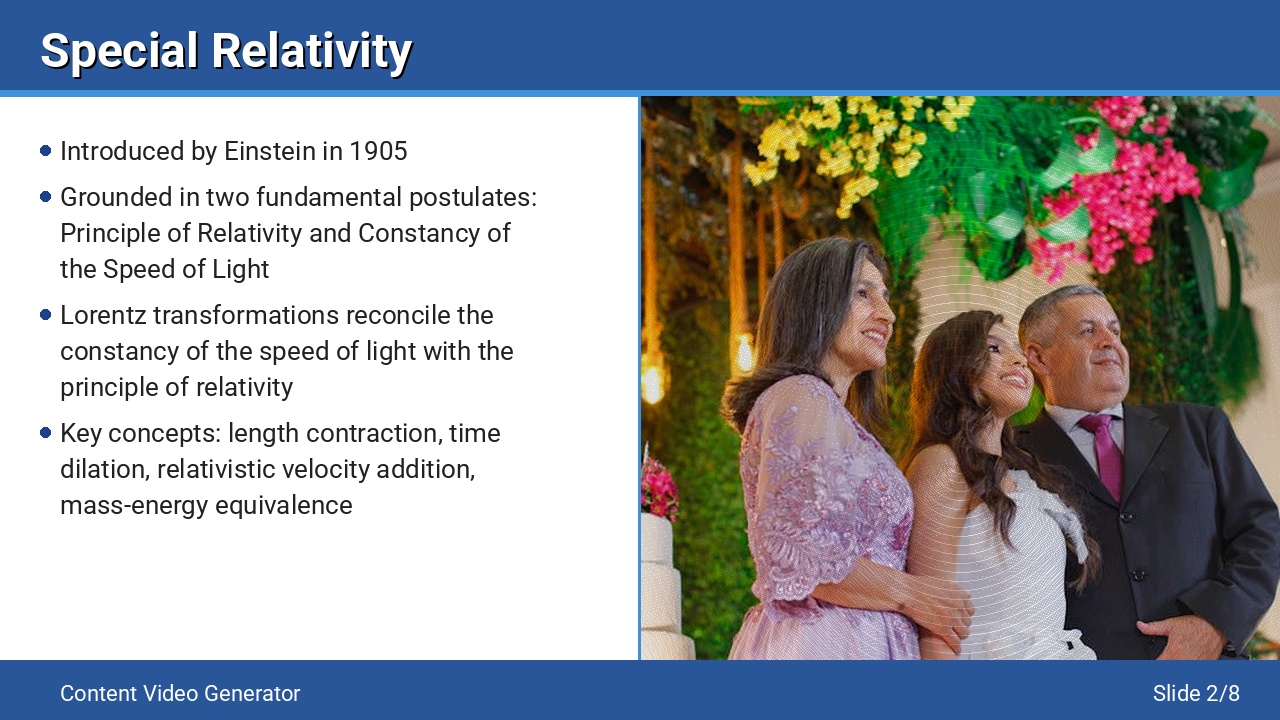 Special Relativity
Introduced by Einstein in 1905
Grounded in two fundamental postulates:
Principle of Relativity and Constancy of
the Speed of Light
Lorentz transformations reconcile the
constancy of the speed of light with the
principle of relativity
Key concepts: length contraction, time
dilation, relativistic velocity addition,
mass-energy equivalence
Content Video Generator
Slide 2/8